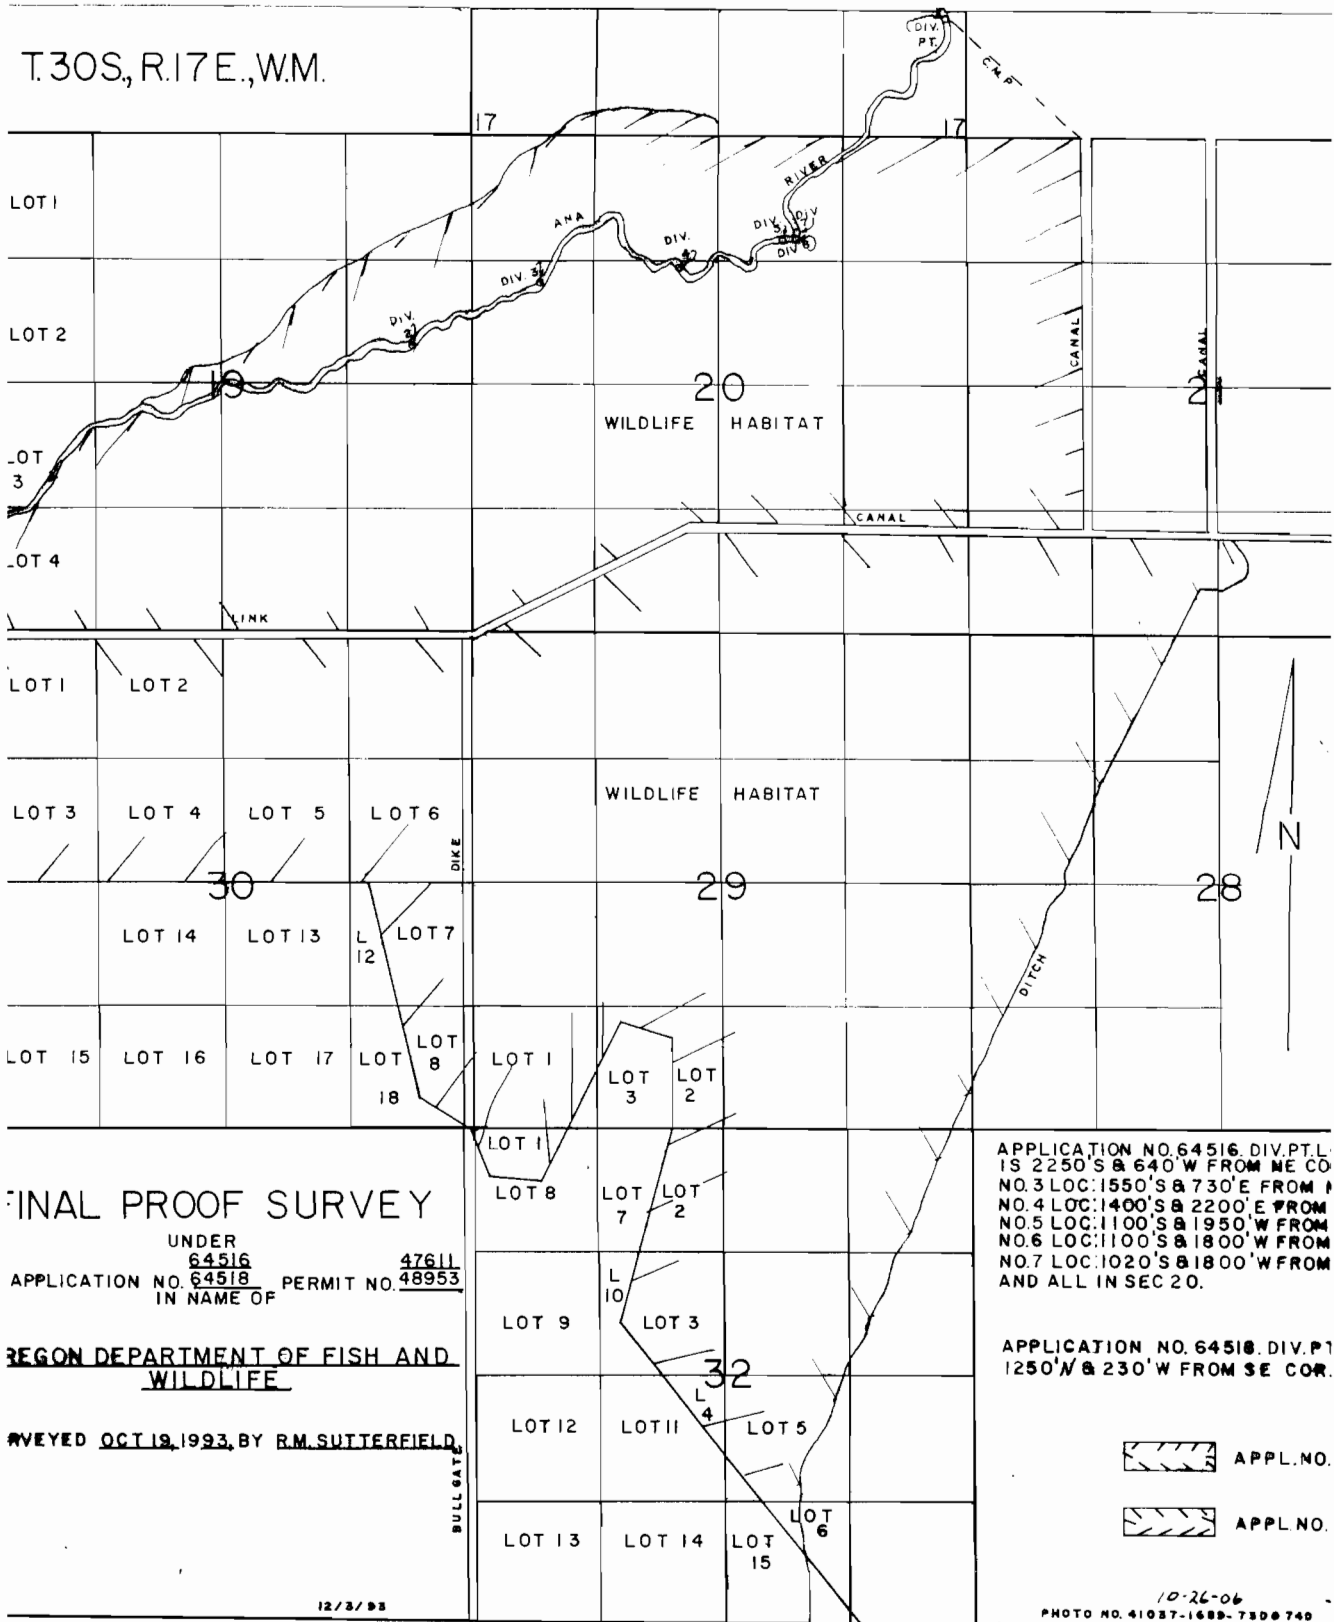 T.30S., R.17E., W.M.
DIV.
PT.
C.M.P
17
17
RIVER
LOT 1
ANA
DIV.
DIV.
5
DIV
7
DIV 6
DIV.
4
DIV. 3
DIV.
2
LOT 2
CANAL
CANAL
19
20
21
WILDLIFE HABITAT
LOT
3
CANAL
LOT 4
LINK
LOT 1
LOT 2
WILDLIFE HABITAT
LOT 3
LOT 4
LOT 5
LOT 6
N
DIKE
30
29
28
LOT 14
LOT 13
L
12
LOT 7
DITCH
LOT 15
LOT 16
LOT 17
LOT
18
LOT
8
LOT 1
LOT
3
LOT
2
LOT 1
LOT 8
LOT
7
LOT
2
L
10
LOT 9
LOT 3
32
LOT 12
LOT 11
L
4
LOT 5
LOT 13
LOT 14
LOT
15
LOT
6
BULLGATE
FINAL PROOF SURVEY
UNDER
64516 47611
APPLICATION NO. 64518 PERMIT NO. 48953
IN NAME OF
REGON DEPARTMENT OF FISH AND
WILDLIFE
RVEYED OCT 19, 1993, BY R.M. SUTTERFIELD
12/3/93
APPLICATION NO. 64516. DIV. PT. L
IS 2250'S & 640'W FROM NE CO
NO. 3 LOC: 1550'S & 730'E FROM N
NO. 4 LOC: 1400'S & 2200'E FROM
NO. 5 LOC: 1100'S & 1950'W FROM
NO. 6 LOC: 1100'S & 1800'W FROM
NO. 7 LOC: 1020'S & 1800'W FROM
AND ALL IN SEC 20.
APPLICATION NO. 64518. DIV. PT
1250'N & 230'W FROM SE COR.
APPL. NO.
APPL. NO.
10-26-06